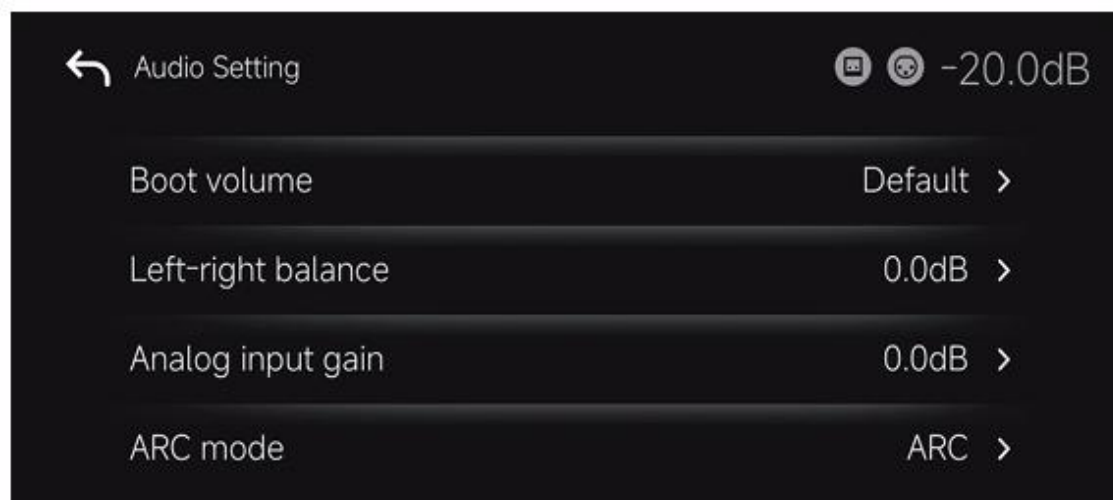 Audio Setting -20.0dB
Boot volume Default
Left-right balance 0.0dB
Analog input gain 0.0dB
ARC mode ARC